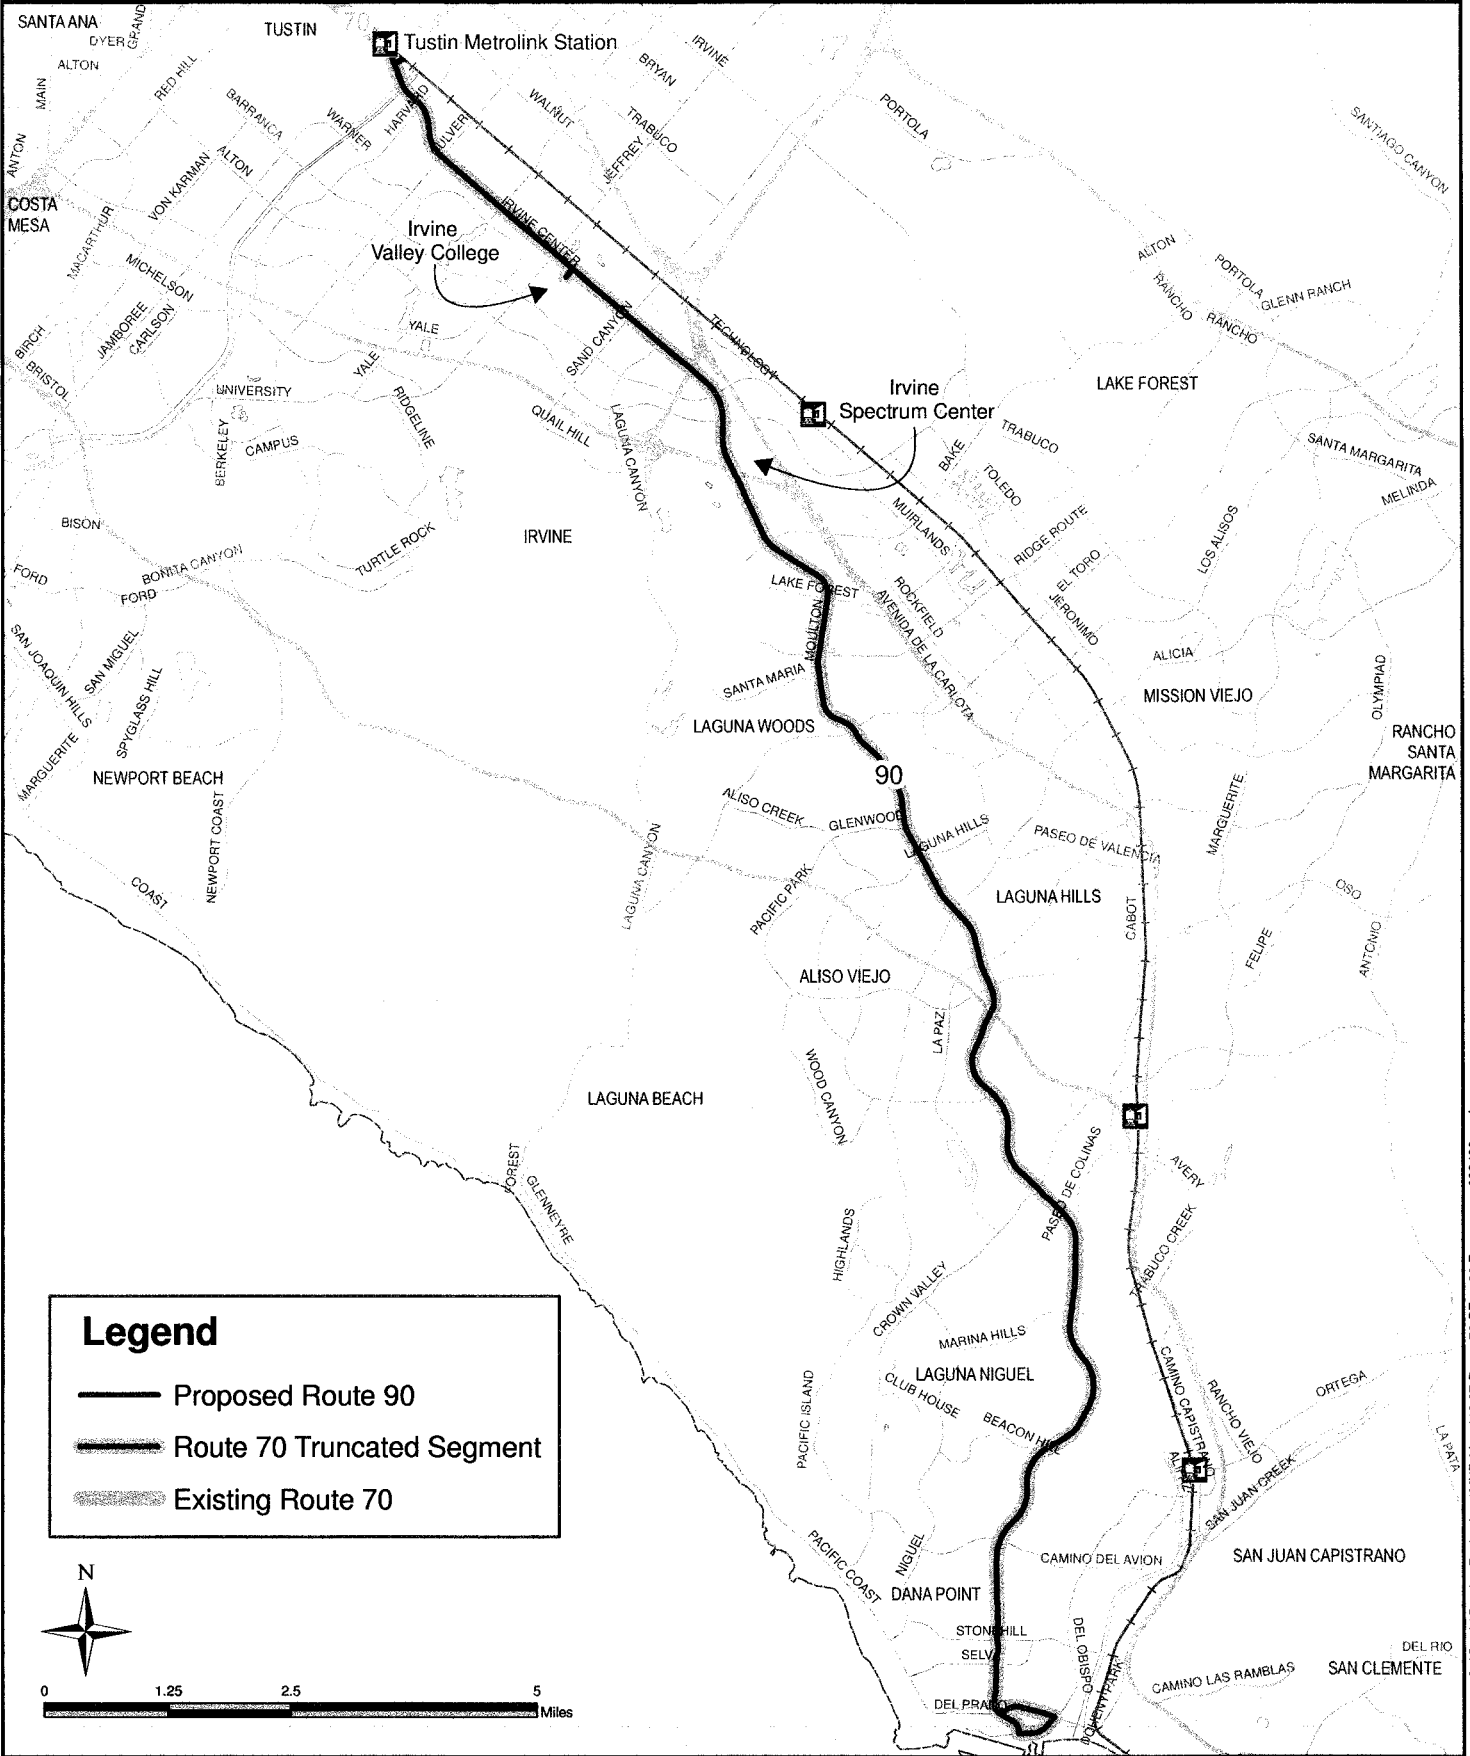 SANTA ANA
GRAND
DYER
TUSTIN
70
Tustin Metrolink Station
ALTON
MAIN
RED HILL
IRVINE
BRYAN
BARRANCA
WARNER
HARVARD
WALNUT
TRABUCO
PORTOLA
SANTIAGO CANYON
ANTON
VON KARMAN
ALTON
JEFFREY
COSTA
MESA
MACARTHUR
IRVINE CENTER
Irvine
Valley College
MICHELSON
ALTON
PORTOLA
RANCHO
GLENN RANCH
RANCHO
BIRCH
JAMBOREE
CARLSON
YALE
SAND CANYON
TECHNOLOGY
BRISTOL
YALE
UNIVERSITY
LAKE FOREST
Irvine
Spectrum Center
RIDGELINE
QUAIL HILL
LAGUNA CANYON
BERKELEY
CAMPUS
BAKE
TRABUCO
TOLEDO
SANTA MARGARITA
MELINDA
BISON
IRVINE
TURTLE ROCK
MUIRLANDS
RIDGE ROUTE
LOS ALISOS
FORD
BONITA CANYON
FORD
LAKE FOREST
ROCKFIELD
EL TORO
JERONIMO
SAN JOAQUIN HILLS
SAN MIGUEL
MOULTON
AVENIDA DE LA CARLOTA
ALICIA
SPYGLASS HILL
SANTA MARIA
MISSION VIEJO
OLYMPIAD
MARGUERITE
LAGUNA WOODS
RANCHO
SANTA
MARGARITA
NEWPORT BEACH
90
NEWPORT COAST
ALISO CREEK
GLENWOOD
LAGUNA HILLS
PASEO DE VALENCIA
MARGUERITE
COAST
LAGUNA CANYON
PACIFIC PARK
LAGUNA HILLS
CABOT
OSO
FELIPE
ANTONIO
ALISO VIEJO
LA PAZ
WOOD CANYON
LAGUNA BEACH
FOREST
GLENNEYRE
PASEO DE COLINAS
AVERY
HIGHLANDS
TRABUCO CREEK
CROWN VALLEY
MARINA HILLS
LAGUNA NIGUEL
CLUB HOUSE
PACIFIC ISLAND
BEACON HILL
CAMINO CAPISTRANO
RANCHO VIEJO
ORTEGA
LA PATA
SAN JUAN CREEK
Legend
Proposed Route 90
Route 70 Truncated Segment
Existing Route 70
PACIFIC COAST
NIGUEL
CAMINO DEL AVION
SAN JUAN CAPISTRANO
DANA POINT
STONEHILL
SELVA
DEL OBISPO
DEL RIO
CAMINO LAS RAMBLAS
SAN CLEMENTE
DEL PRADO
N
0 1.25 2.5 5
Miles